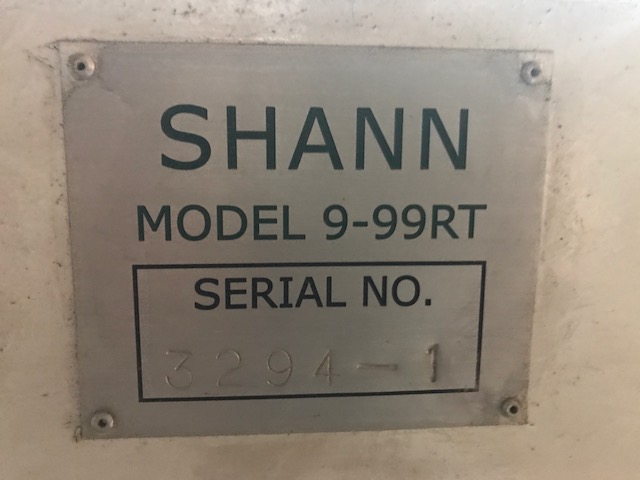 SHANN
MODEL 9-99RT
SERIAL NO.
3294-1